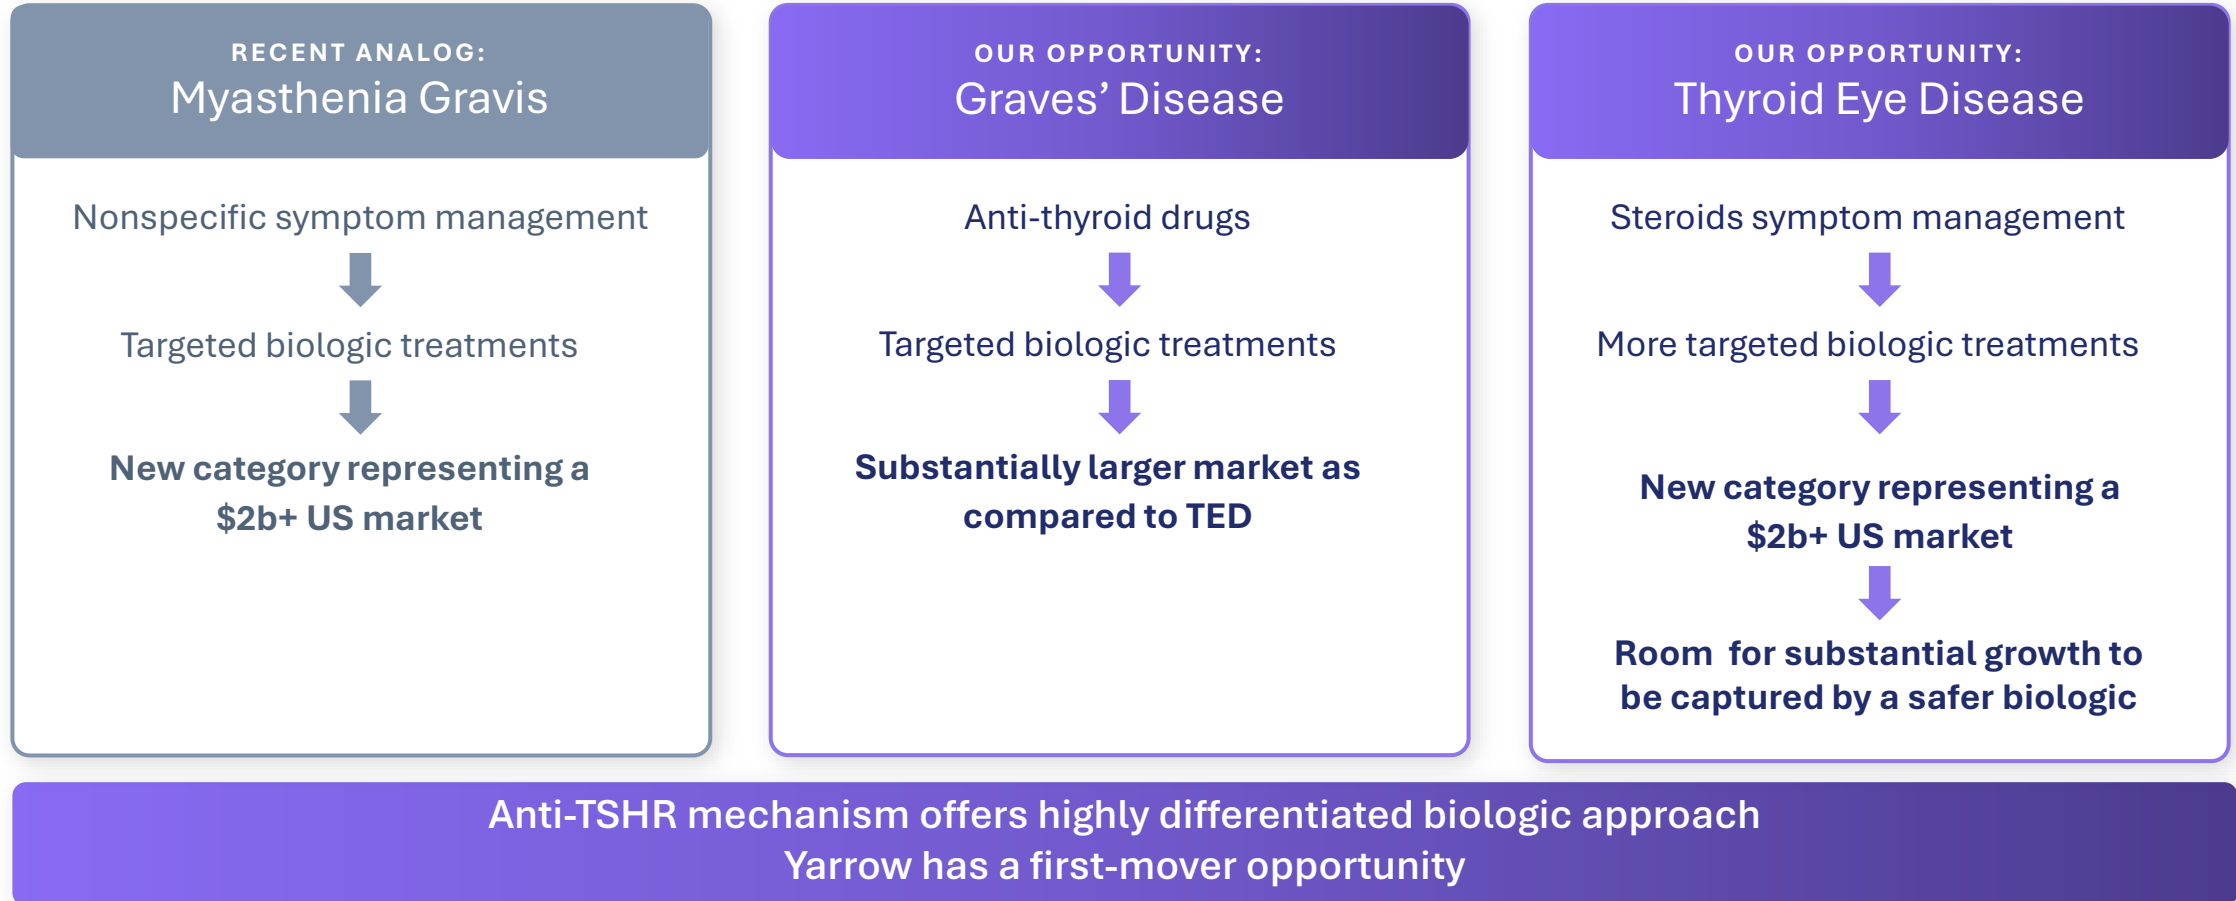 RECENT ANALOG:
Myasthenia Gravis
Nonspecific symptom management
Targeted biologic treatments
New category representing a
$2b+ US market
OUR OPPORTUNITY:
Graves’ Disease
Anti-thyroid drugs
Targeted biologic treatments
Substantially larger market as
compared to TED
OUR OPPORTUNITY:
Thyroid Eye Disease
Steroids symptom management
More targeted biologic treatments
New category representing a
$2b+ US market
Room  for substantial growth to
be captured by a safer biologic
Anti-TSHR mechanism offers highly differentiated biologic approach
Yarrow has a first-mover opportunity